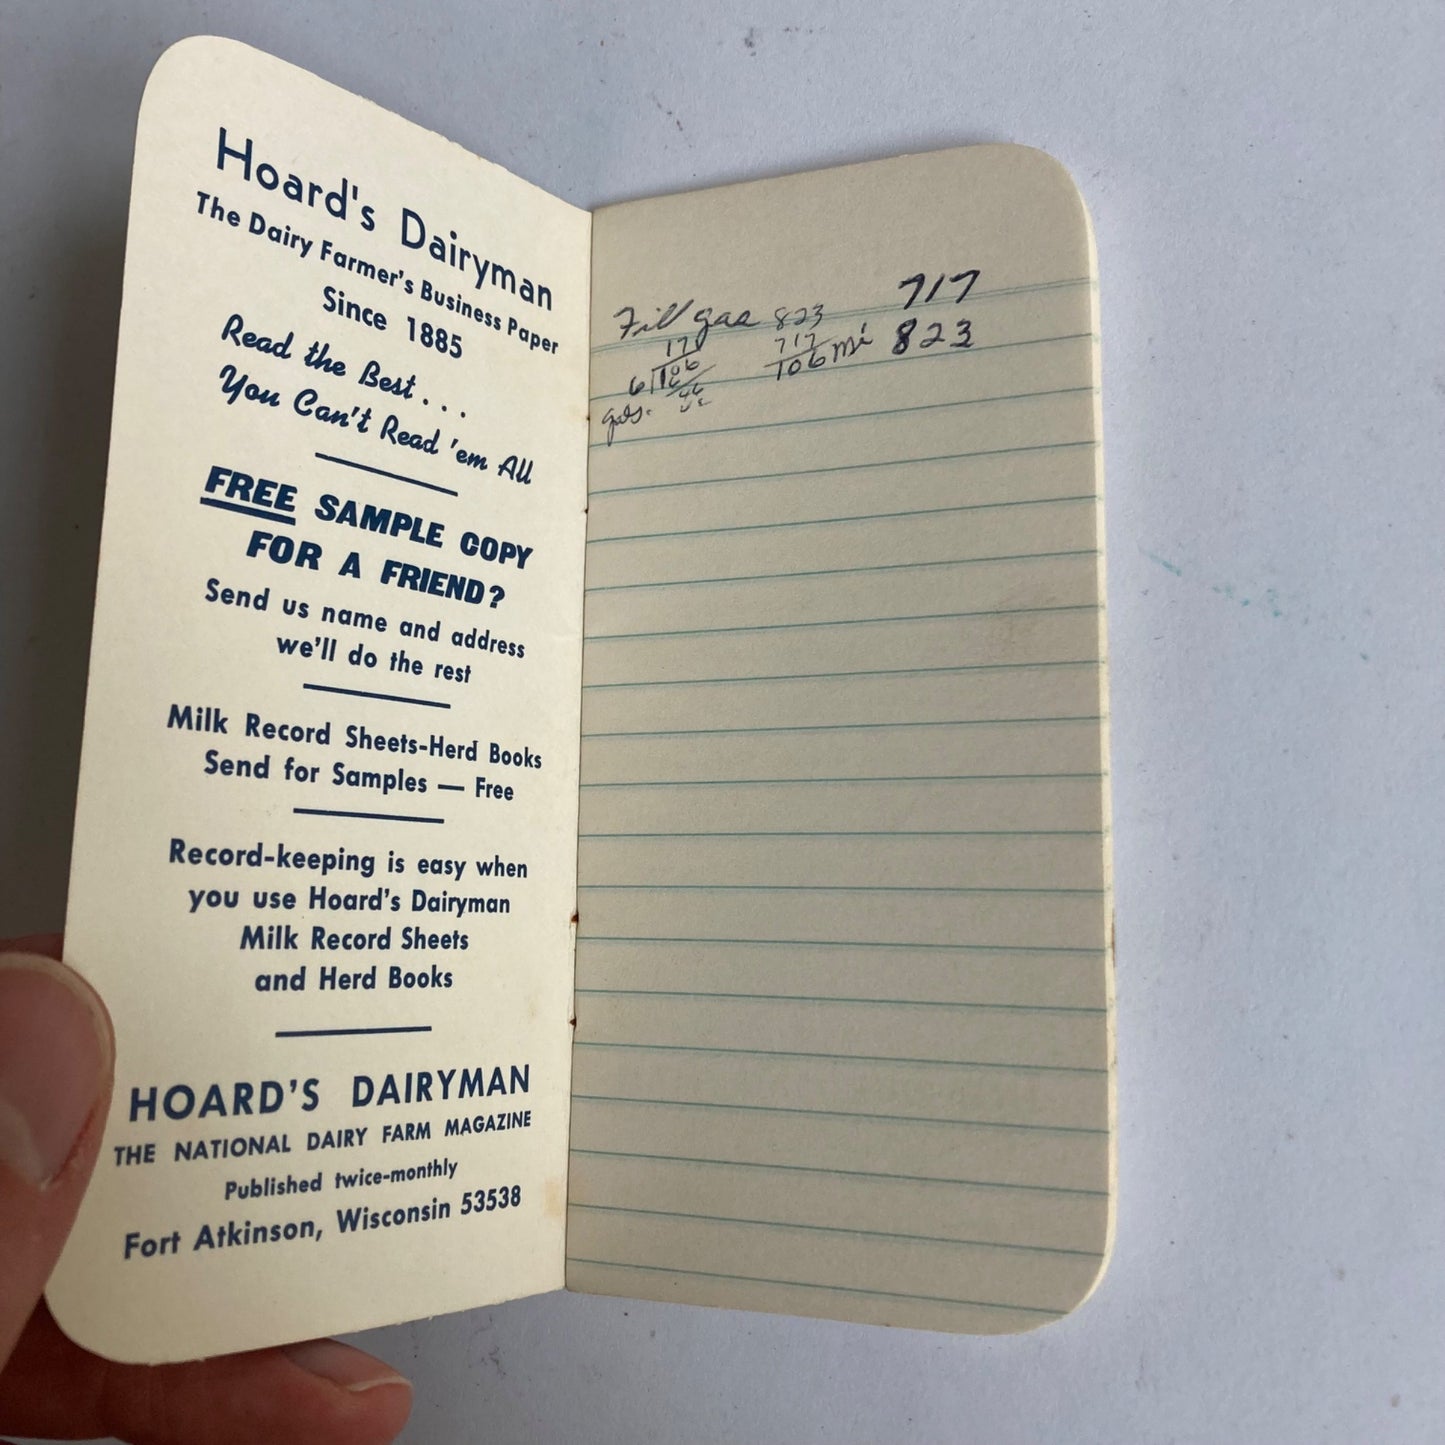 Hoard's Dairyman
The Dairy Farmer's Business Paper
Since 1885
Read the Best . . .
You Can't Read 'em All
FREE SAMPLE COPY
FOR A FRIEND?
Send us name and address
we'll do the rest
Milk Record Sheets-Herd Books
Send for Samples — Free
Record-keeping is easy when
you use Hoard's Dairyman
Milk Record Sheets
and Herd Books
HOARD'S DAIRYMAN
THE NATIONAL DAIRY FARM MAGAZINE
Published twice-monthly
Fort Atkinson, Wisconsin 53538
717
Fill gas 823 823
717
106 mi
6 106
gals.